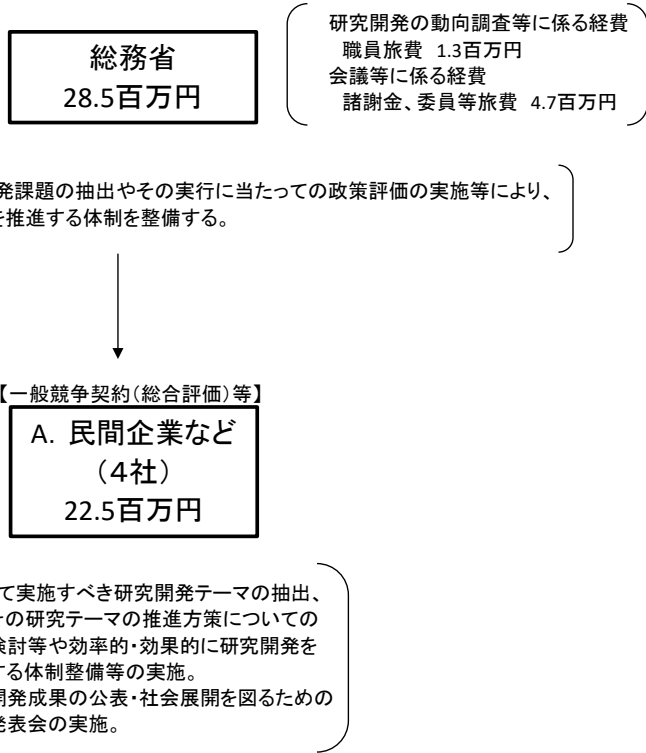 総務省
28.5百万円
研究開発の動向調査等に係る経費
職員旅費 1.3百万円
会議等に係る経費
諸謝金、委員等旅費 4.7百万円
発課題の抽出やその実行に当たっての政策評価の実施等により、
を推進する体制を整備する。
【一般競争契約(総合評価)等】
A. 民間企業など
(4社)
22.5百万円
て実施すべき研究開発テーマの抽出、
その研究テーマの推進方策についての
検討等や効率的・効果的に研究開発を
する体制整備等の実施。
開発成果の公表・社会展開を図るための
発表会の実施。